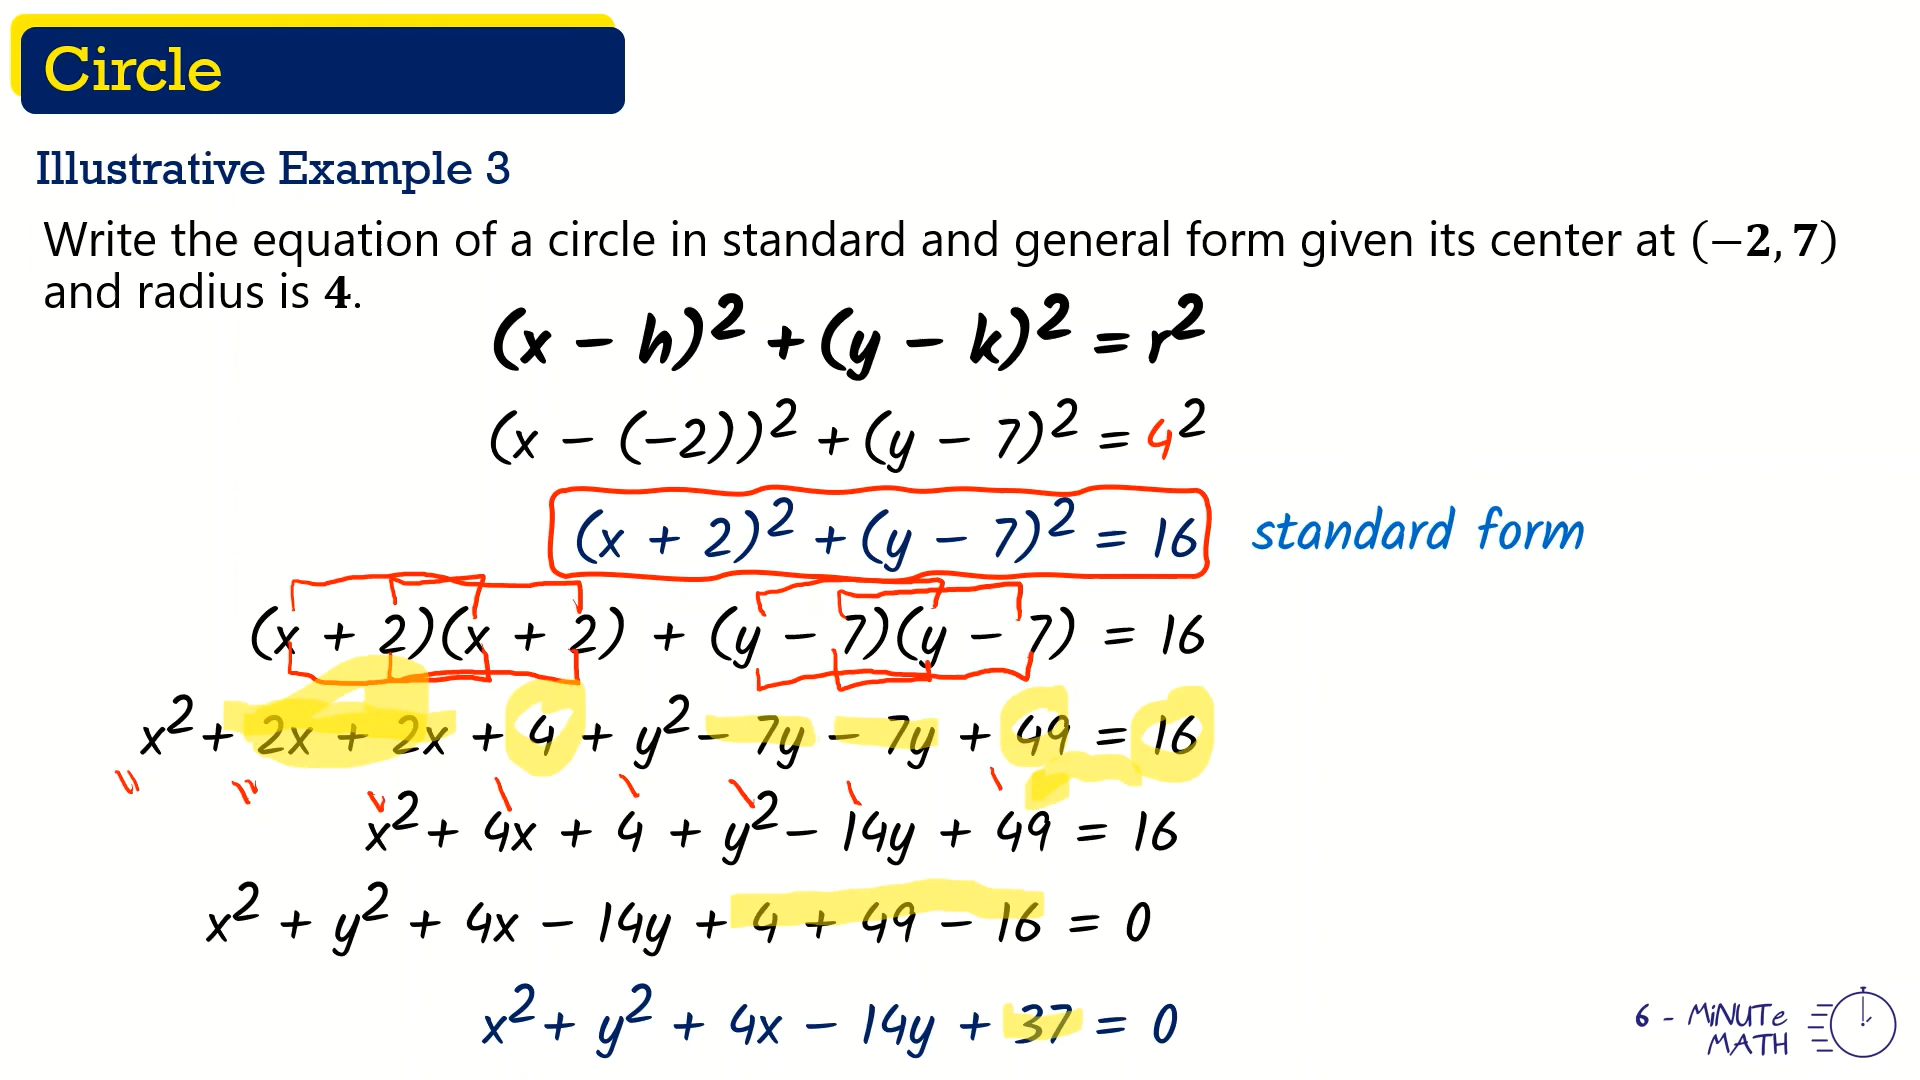 Circle
Illustrative Example 3
Write the equation of a circle in standard and general form given its center at (−2, 7)
and radius is 4.
(x − h)² + (y − k)² = r²
(x − (−2))² + (y − 7)² = 4²
(x + 2)² + (y − 7)² = 16 standard form
(x + 2)(x + 2) + (y − 7)(y − 7) = 16
x² + 2x + 2x + 4 + y² − 7y − 7y + 49 = 16
x² + 4x + 4 + y² − 14y + 49 = 16
x² + y² + 4x − 14y + 4 + 49 − 16 = 0
x² + y² + 4x − 14y + 37 = 0
6 - MiNUTe
MATH